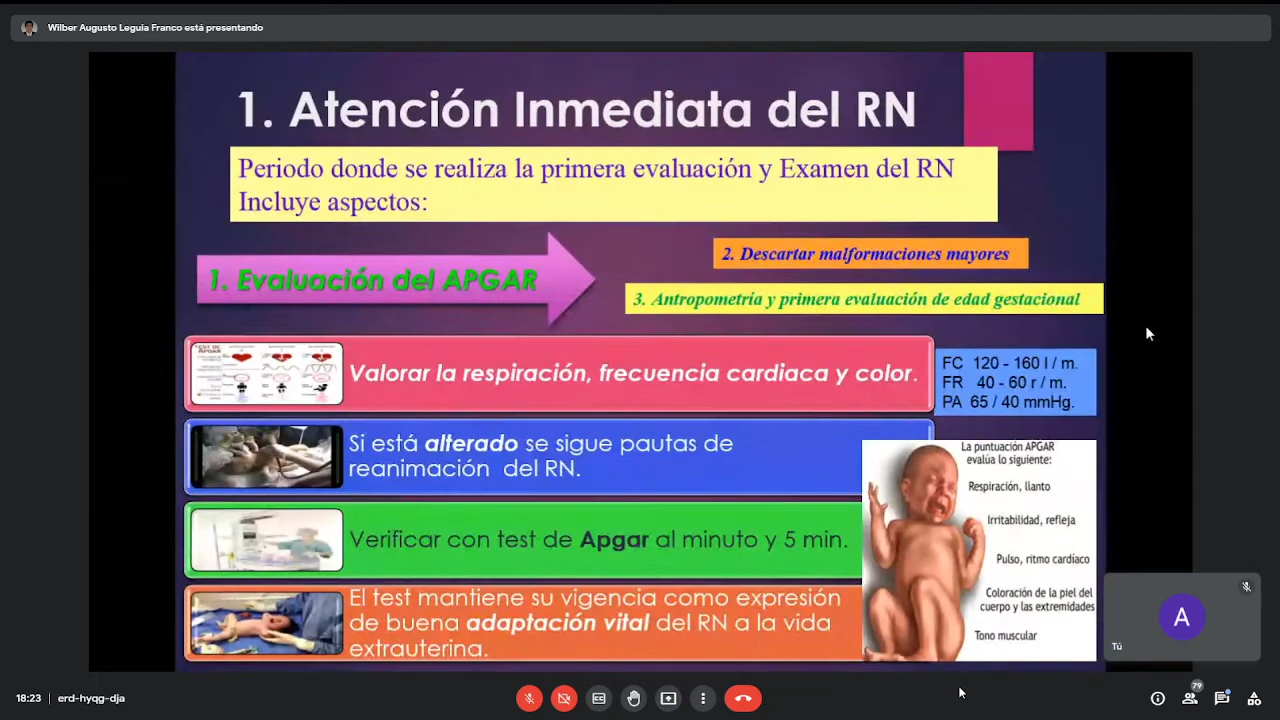 Wilber Augusto Leguia Franco está presentando
1. Atención Inmediata del RN
Periodo donde se realiza la primera evaluación y Examen del RN
Incluye aspectos:
1. Evaluación del APGAR
2. Descartar malformaciones mayores
3. Antropometría y primera evaluación de edad gestacional
TEST DE
APGAR
Valorar la respiración, frecuencia cardiaca y color.
FC 120 - 160 l / m.
FR 40 - 60 r / m.
PA 65 / 40 mmHg.
Sí está alterado se sigue pautas de
reanimación del RN.
Verificar con test de Apgar al minuto y 5 min.
El test mantiene su vigencia como expresión
de buena adaptación vital del RN a la vida
extrauterina.
La puntuación APGAR
evalúa lo siguiente:
Respiración, llanto
Irritabilidad, refleja
Pulso, ritmo cardíaco
Coloración de la piel del
cuerpo y las extremidades
Tono muscular
A
Tú
18:23 | erd-hyqg-dja
79